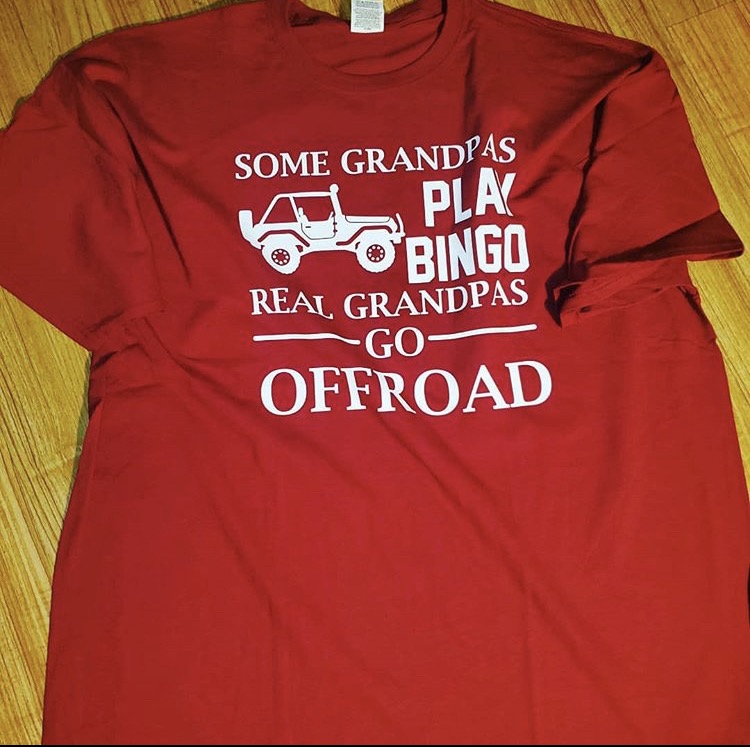 SOME GRANDPAS
PLAY
BINGO
REAL GRANDPAS
GO
OFFROAD